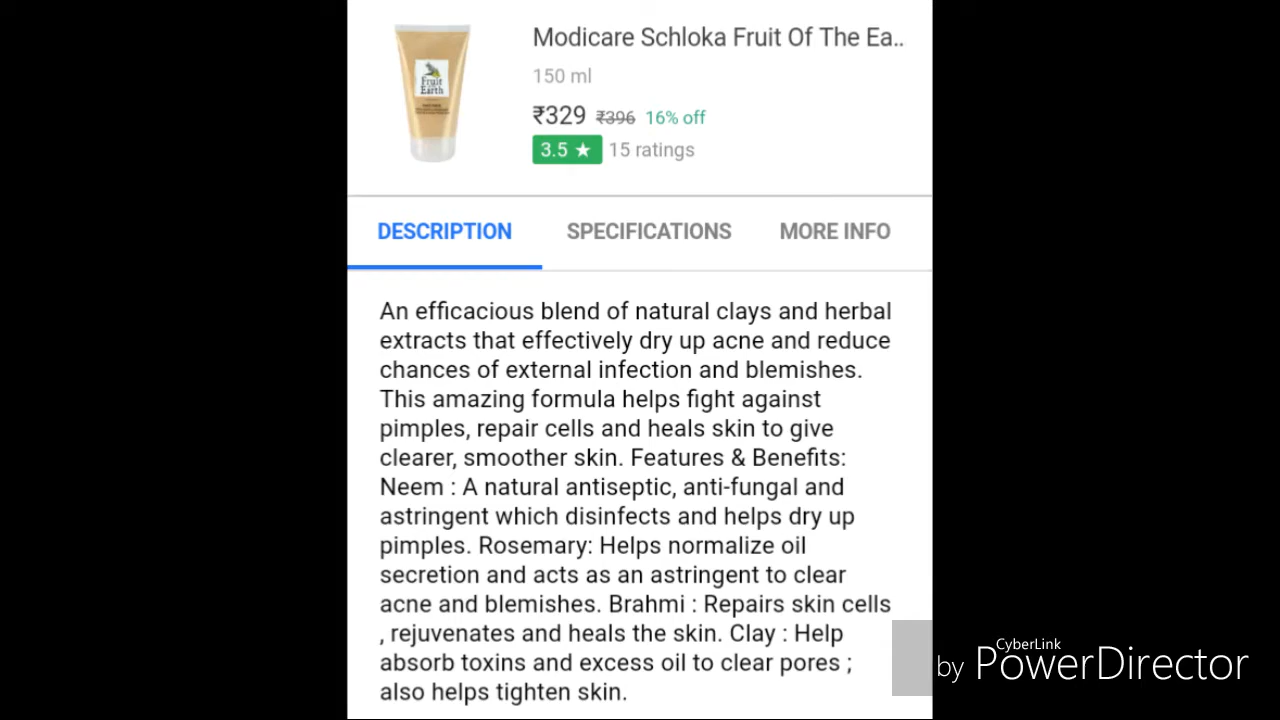 Modicare Schloka Fruit Of The Ea..
150 ml
₹329 ₹396 16% off
3.5 ★ 15 ratings
Fruit
Earth
DESCRIPTION SPECIFICATIONS MORE INFO
An efficacious blend of natural clays and herbal
extracts that effectively dry up acne and reduce
chances of external infection and blemishes.
This amazing formula helps fight against
pimples, repair cells and heals skin to give
clearer, smoother skin. Features & Benefits:
Neem : A natural antiseptic, anti-fungal and
astringent which disinfects and helps dry up
pimples. Rosemary: Helps normalize oil
secretion and acts as an astringent to clear
acne and blemishes. Brahmi : Repairs skin cells
, rejuvenates and heals the skin. Clay : Help
absorb toxins and excess oil to clear pores ;
also helps tighten skin.
CyberLink
by PowerDirector